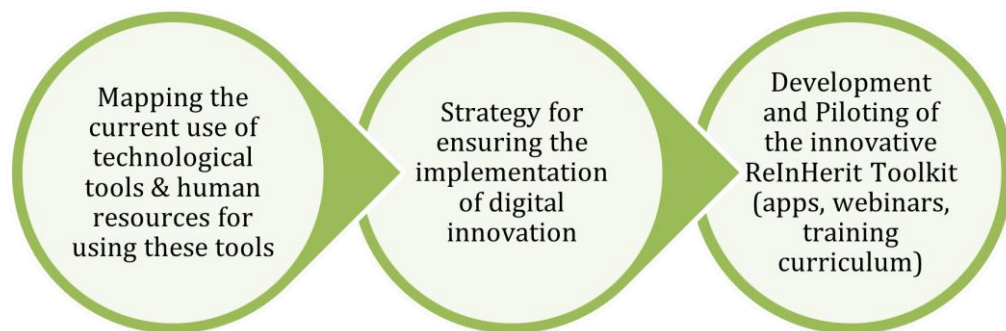 Mapping the
current use of
technological
tools & human
resources for
using these tools
Strategy for
ensuring the
implementation
of digital
innovation
Development
and Piloting of
the innovative
ReInHerit Toolkit
(apps, webinars,
training
curriculum)